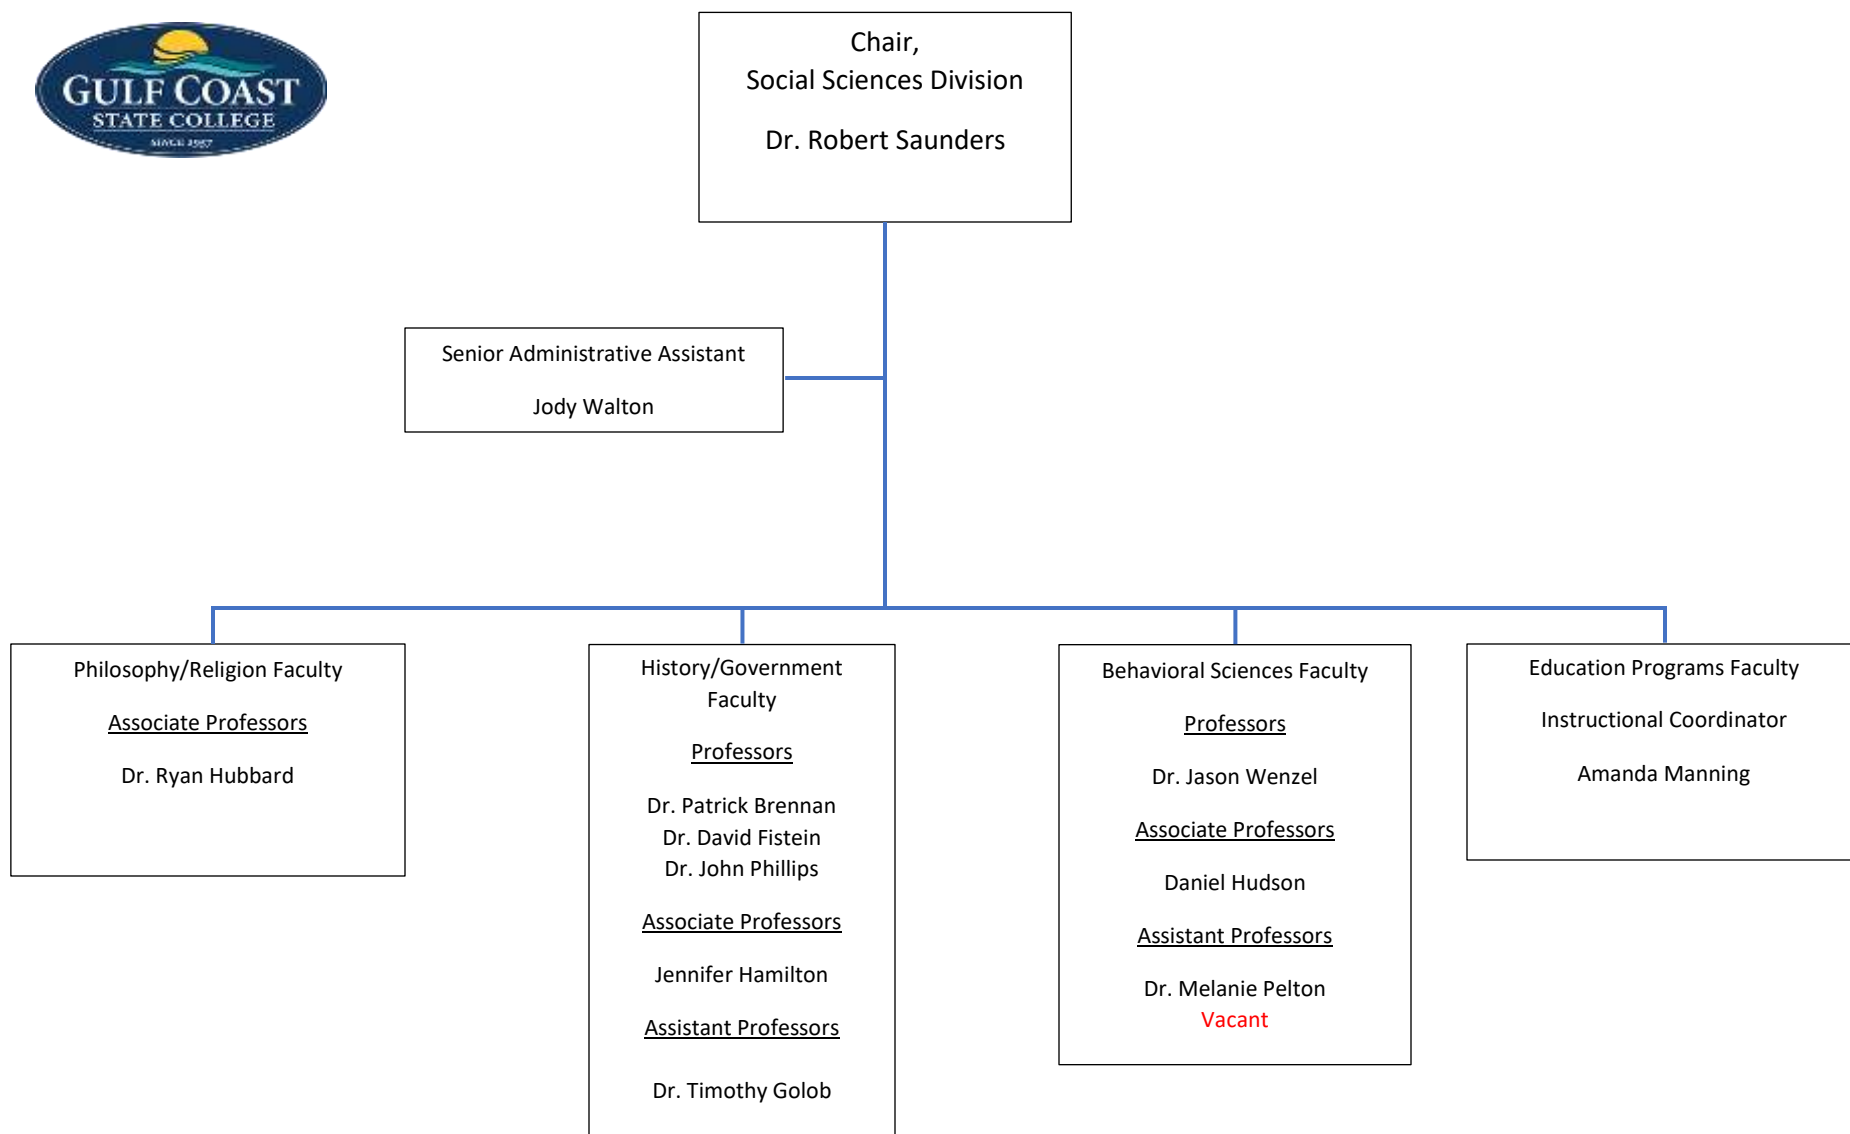 GULF COAST
STATE COLLEGE
SINCE 1957
Chair,
Social Sciences Division
Dr. Robert Saunders
Senior Administrative Assistant
Jody Walton
Philosophy/Religion Faculty
Associate Professors
Dr. Ryan Hubbard
History/Government
Faculty
Professors
Dr. Patrick Brennan
Dr. David Fistein
Dr. John Phillips
Associate Professors
Jennifer Hamilton
Assistant Professors
Dr. Timothy Golob
Behavioral Sciences Faculty
Professors
Dr. Jason Wenzel
Associate Professors
Daniel Hudson
Assistant Professors
Dr. Melanie Pelton
Vacant
Education Programs Faculty
Instructional Coordinator
Amanda Manning